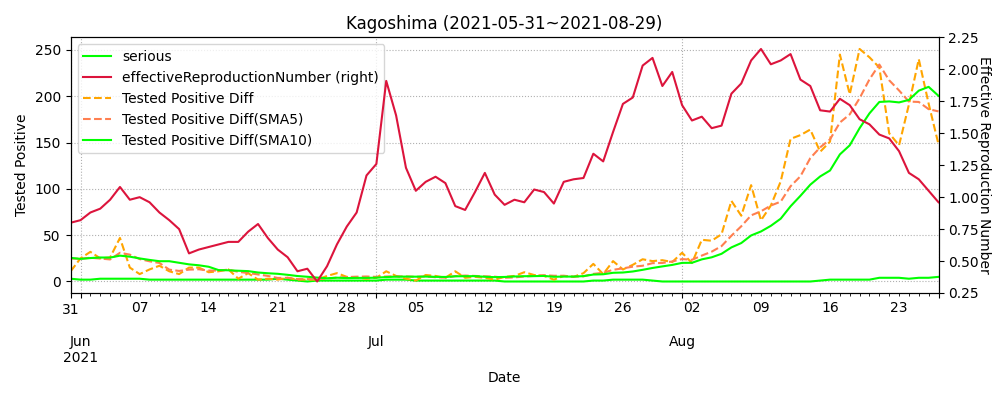 Kagoshima (2021-05-31~2021-08-29)
serious
effectiveReproductionNumber (right)
Tested Positive Diff
Tested Positive Diff(SMA5)
Tested Positive Diff(SMA10)
Tested Positive
250
200
150
100
50
0
2.25
2.00
1.75
1.50
1.25
1.00
0.75
0.50
0.25
Effective Reproduction Number
31 07 14 21 28 05 12 19 26 02 09 16 23
Jun Jul Aug
2021
Date